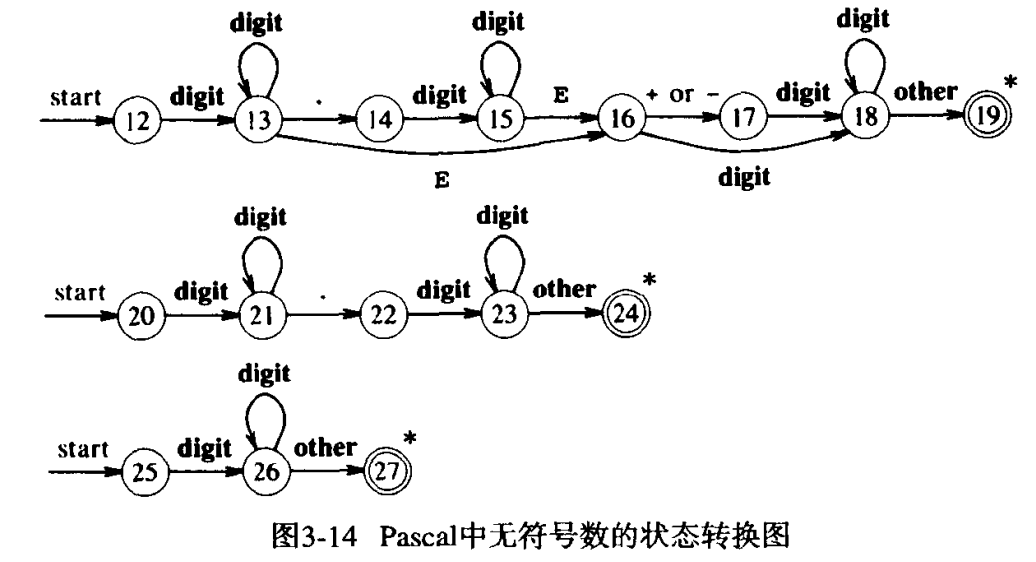 digit digit digit
start digit . digit E + or - digit other *
12 13 14 15 16 17 18 19
E digit
digit digit
start digit . digit other *
20 21 22 23 24
digit
start digit other *
25 26 27
图3-14 Pascal中无符号数的状态转换图